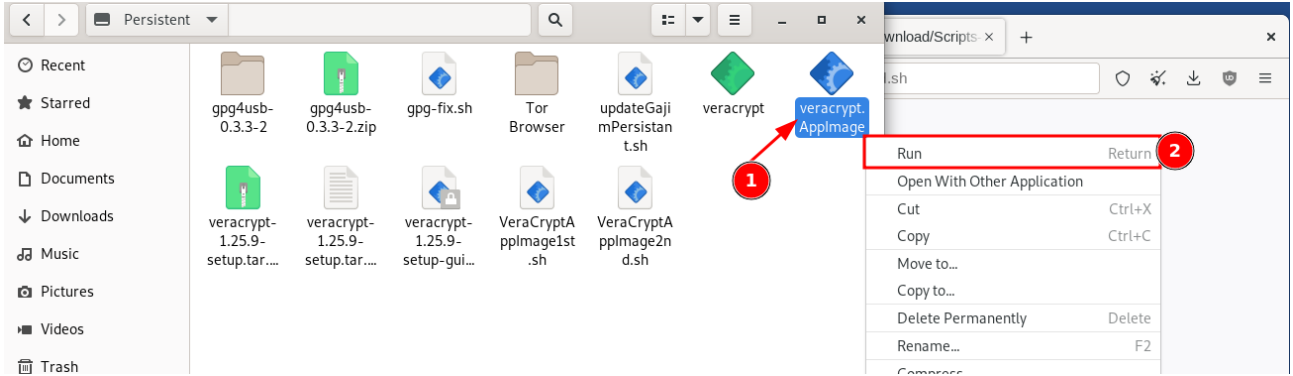 Persistent
wnload/Scripts-
l.sh
Recent
Starred
Home
Documents
Downloads
Music
Pictures
Videos
Trash
gpg4usb-
0.3.3-2
gpg4usb-
0.3.3-2.zip
gpg-fix.sh
Tor
Browser
updateGaji
mPersistan
t.sh
veracrypt
veracrypt.
AppImage
veracrypt-
1.25.9-
setup.tar....
veracrypt-
1.25.9-
setup.tar....
veracrypt-
1.25.9-
setup-gui...
VeraCryptA
ppImage1st
.sh
VeraCryptA
ppImage2n
d.sh
1
Run Return
2
Open With Other Application
Cut Ctrl+X
Copy Ctrl+C
Move to...
Copy to...
Delete Permanently Delete
Rename... F2
Compress